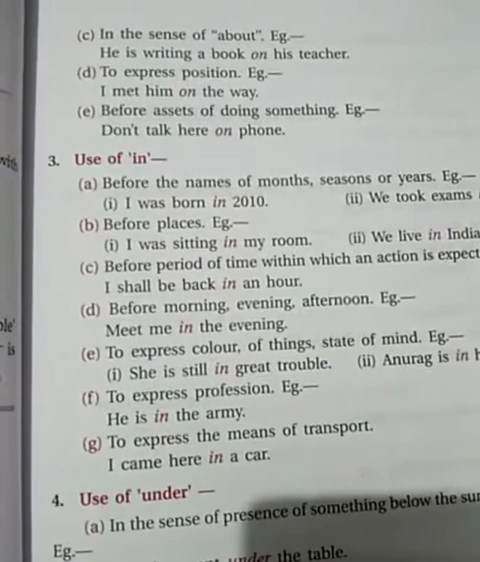 (c) In the sense of "about". Eg.—
He is writing a book on his teacher.
(d) To express position. Eg.—
I met him on the way.
(e) Before assets of doing something. Eg.—
Don't talk here on phone.
3. Use of 'in'—
(a) Before the names of months, seasons or years. Eg.—
(i) I was born in 2010. (ii) We took exams
(b) Before places. Eg.—
(i) I was sitting in my room. (ii) We live in India
(c) Before period of time within which an action is expect
I shall be back in an hour.
(d) Before morning, evening, afternoon. Eg.—
Meet me in the evening.
(e) To express colour, of things, state of mind. Eg.—
(i) She is still in great trouble. (ii) Anurag is in
(f) To express profession. Eg.—
He is in the army.
(g) To express the means of transport.
I came here in a car.
4. Use of 'under' —
(a) In the sense of presence of something below the sur
Eg.—
under the table.